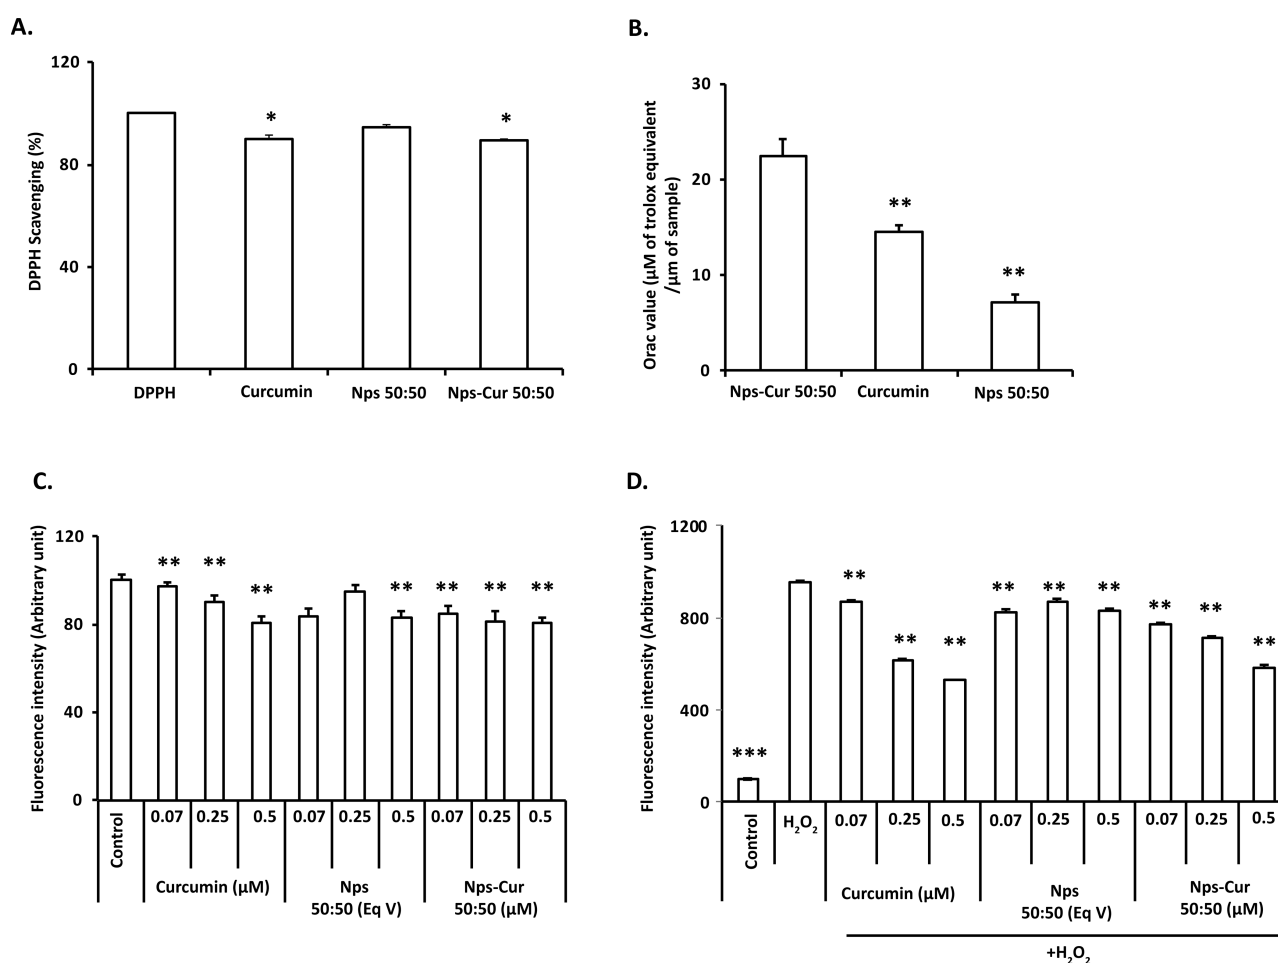 A.
120
80
40
0
DPPH Scavenging (%)
*
*
DPPH
Curcumin
Nps 50:50
Nps-Cur 50:50
B.
30
20
10
0
Orac value (µM of trolox equivalent
/µm of sample)
**
**
Nps-Cur 50:50
Curcumin
Nps 50:50
C.
120
80
40
0
Fluorescence intensity (Arbitrary unit)
** ** ** ** ** ** **
Control
0.07 0.25 0.5 0.07 0.25 0.5 0.07 0.25 0.5
Curcumin (µM)
Nps
50:50 (Eq V)
Nps-Cur
50:50 (µM)
D.
1200
800
400
0
Fluorescence intensity (Arbitrary unit)
*** ** ** ** ** ** ** ** ** **
Control
H₂O₂
0.07 0.25 0.5 0.07 0.25 0.5 0.07 0.25 0.5
Curcumin (µM)
Nps
50:50 (Eq V)
Nps-Cur
50:50 (µM)
+H₂O₂